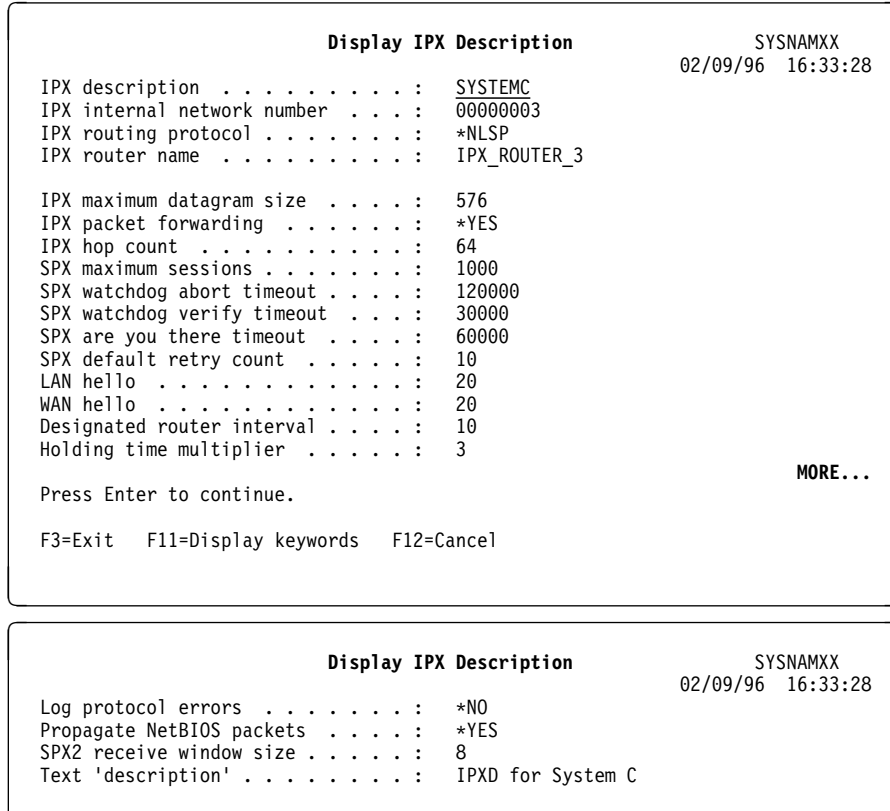 Display IPX Description SYSNAMXX
02/09/96 16:33:28
IPX description . . . . . . . . . : SYSTEMC
IPX internal network number . . . : 00000003
IPX routing protocol . . . . . . : *NLSP
IPX router name . . . . . . . . . : IPX_ROUTER_3
IPX maximum datagram size . . . . : 576
IPX packet forwarding . . . . . . : *YES
IPX hop count . . . . . . . . . . : 64
SPX maximum sessions . . . . . . . : 1000
SPX watchdog abort timeout . . . . : 120000
SPX watchdog verify timeout . . . : 30000
SPX are you there timeout . . . . : 60000
SPX default retry count . . . . . : 10
LAN hello . . . . . . . . . . . . : 20
WAN hello . . . . . . . . . . . . : 20
Designated router interval . . . . : 10
Holding time multiplier . . . . . : 3
MORE...
Press Enter to continue.
F3=Exit F11=Display keywords F12=Cancel
Display IPX Description SYSNAMXX
02/09/96 16:33:28
Log protocol errors . . . . . . . : *NO
Propagate NetBIOS packets . . . . : *YES
SPX2 receive window size . . . . . : 8
Text 'description' . . . . . . . . : IPXD for System C